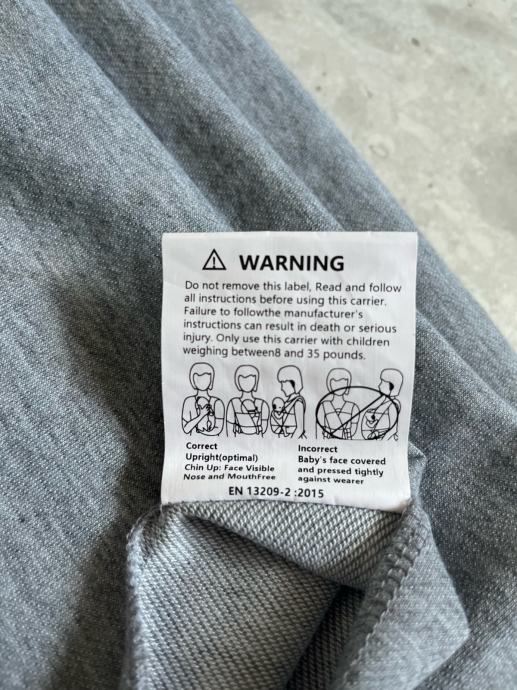 WARNING
Do not remove this label, Read and follow
all instructions before using this carrier.
Failure to followthe manufacturer's
instructions can result in death or serious
injury. Only use this carrier with children
weighing between8 and 35 pounds.
Correct
Upright(optimal)
Chin Up: Face Visible
Nose and MouthFree
Incorrect
Baby's face covered
and pressed tightly
against wearer
EN 13209-2 :2015